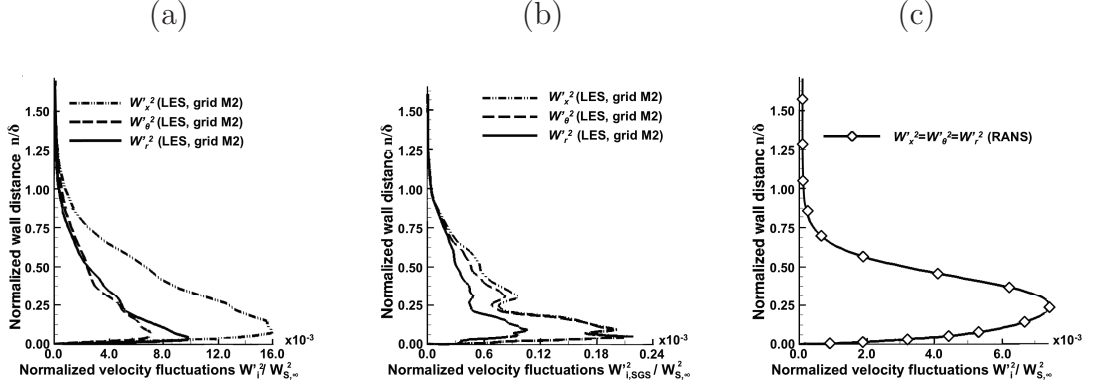 (a)
(b)
(c)
Normalized wall distance n/δ
1.50
1.25
1.00
0.75
0.50
0.25
0.00
W'x² (LES, grid M2)
W'θ² (LES, grid M2)
W'r² (LES, grid M2)
0.0 4.0 8.0 12.0 16.0 x10⁻³
Normalized velocity fluctuations W'i²/W²S,∞
Normalized wall distanc n/δ
1.50
1.25
1.00
0.75
0.50
0.25
0.00
W'x² (LES, grid M2)
W'θ² (LES, grid M2)
W'r² (LES, grid M2)
0.0 0.6 0.12 0.18 0.24 x10⁻³
Normalized velocity fluctuations W'²i,SGS/W²S,∞
Normalized wall distanc n/δ
1.50
1.25
1.00
0.75
0.50
0.25
0.00
W'x²=W'θ²=W'r² (RANS)
0.0 2.0 4.0 6.0 x10⁻³
Normalized velocity fluctuations W'i²/W²S,∞